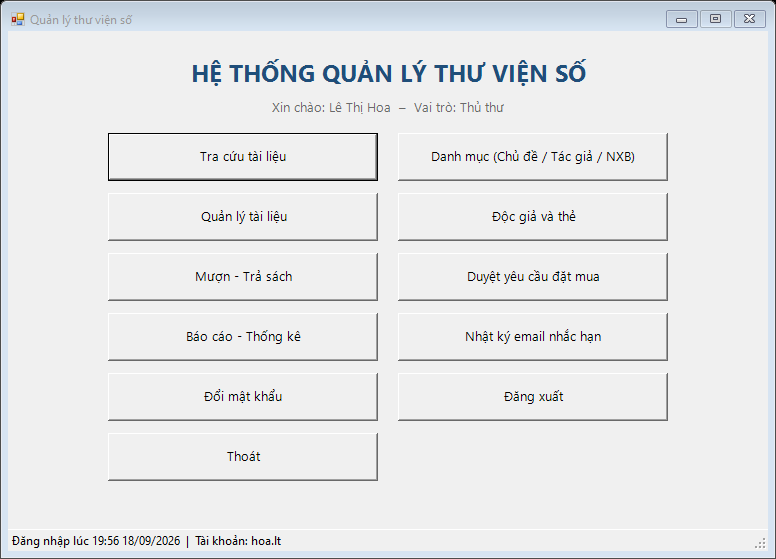 Quản lý thư viện số
HỆ THỐNG QUẢN LÝ THƯ VIỆN SỐ
Xin chào: Lê Thị Hoa – Vai trò: Thủ thư
Tra cứu tài liệu
Danh mục (Chủ đề / Tác giả / NXB)
Quản lý tài liệu
Độc giả và thẻ
Mượn - Trả sách
Duyệt yêu cầu đặt mua
Báo cáo - Thống kê
Nhật ký email nhắc hạn
Đổi mật khẩu
Đăng xuất
Thoát
Đăng nhập lúc 19:56 18/09/2026 | Tài khoản: hoa.lt